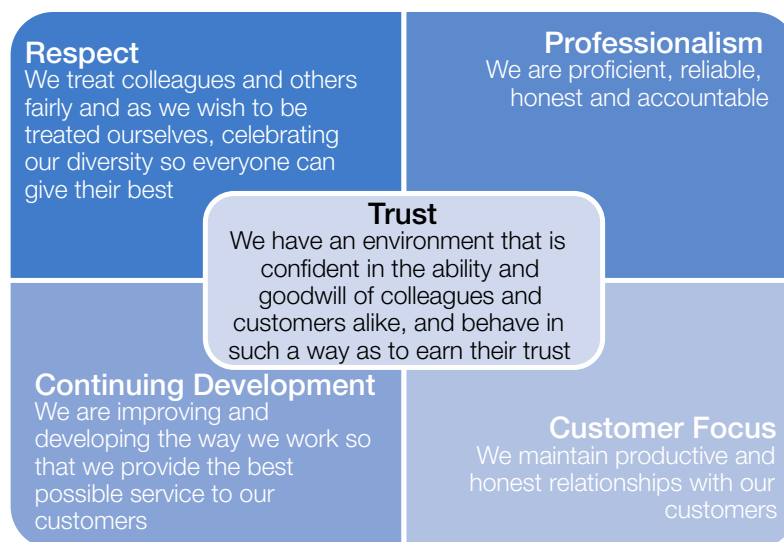 Respect
We treat colleagues and others
fairly and as we wish to be
treated ourselves, celebrating
our diversity so everyone can
give their best
Professionalism
We are proficient, reliable,
honest and accountable
Trust
We have an environment that is
confident in the ability and
goodwill of colleagues and
customers alike, and behave in
such a way as to earn their trust
Continuing Development
We are improving and
developing the way we work so
that we provide the best
possible service to our
customers
Customer Focus
We maintain productive and
honest relationships with our
customers